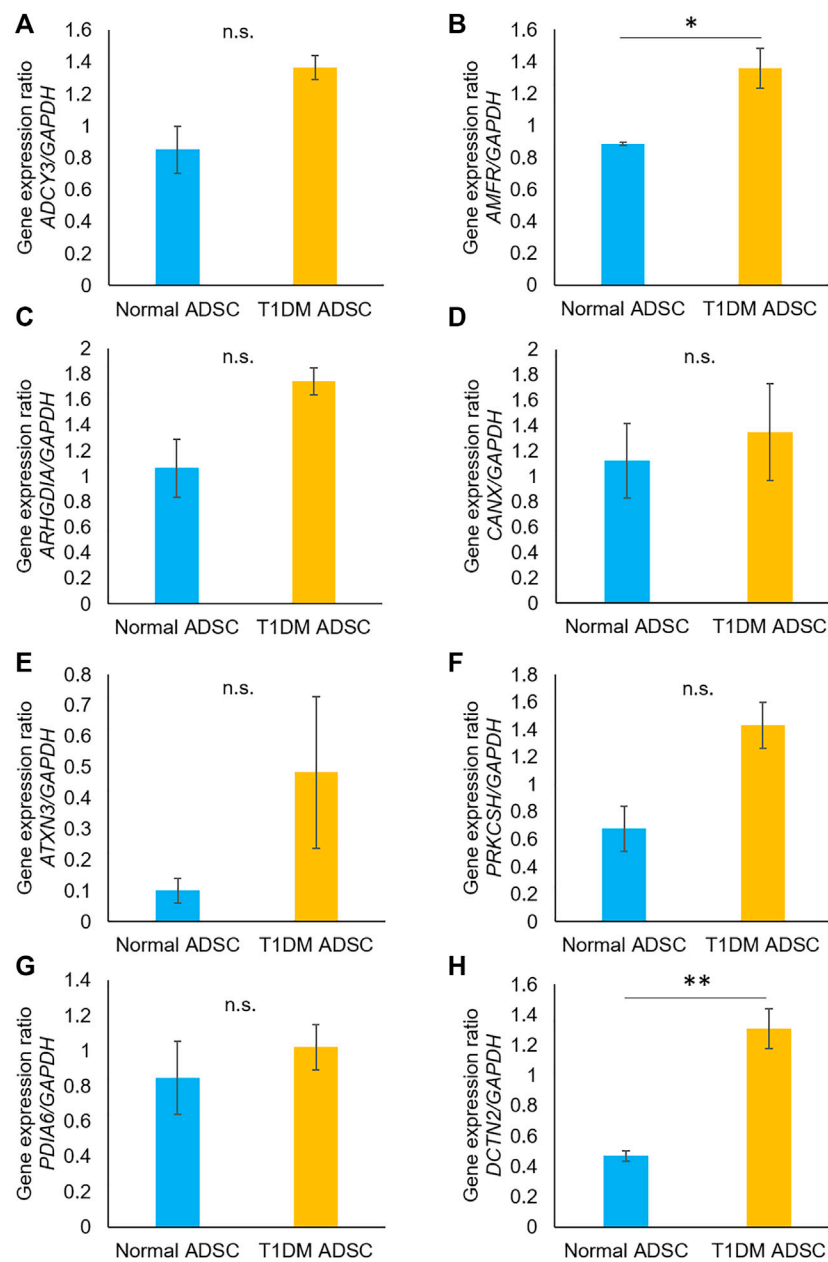 A
Gene expression ratio
ADCY3/GAPDH
1.6
1.4
1.2
1
0.8
0.6
0.4
0.2
0
n.s.
Normal ADSC T1DM ADSC
B
Gene expression ratio
AMFR/GAPDH
1.6
1.4
1.2
1
0.8
0.6
0.4
0.2
0
*
Normal ADSC T1DM ADSC
C
Gene expression ratio
ARHGDIA/GAPDH
2
1.8
1.6
1.4
1.2
1
0.8
0.6
0.4
0.2
0
n.s.
Normal ADSC T1DM ADSC
D
Gene expression ratio
CANX/GAPDH
2
1.8
1.6
1.4
1.2
1
0.8
0.6
0.4
0.2
0
n.s.
Normal ADSC T1DM ADSC
E
Gene expression ratio
ATXN3/GAPDH
0.8
0.7
0.6
0.5
0.4
0.3
0.2
0.1
0
n.s.
Normal ADSC T1DM ADSC
F
Gene expression ratio
PRKCSH/GAPDH
1.8
1.6
1.4
1.2
1
0.8
0.6
0.4
0.2
0
n.s.
Normal ADSC T1DM ADSC
G
Gene expression ratio
PDIA6/GAPDH
1.4
1.2
1
0.8
0.6
0.4
0.2
0
n.s.
Normal ADSC T1DM ADSC
H
Gene expression ratio
DCTN2/GAPDH
1.6
1.4
1.2
1
0.8
0.6
0.4
0.2
0
**
Normal ADSC T1DM ADSC